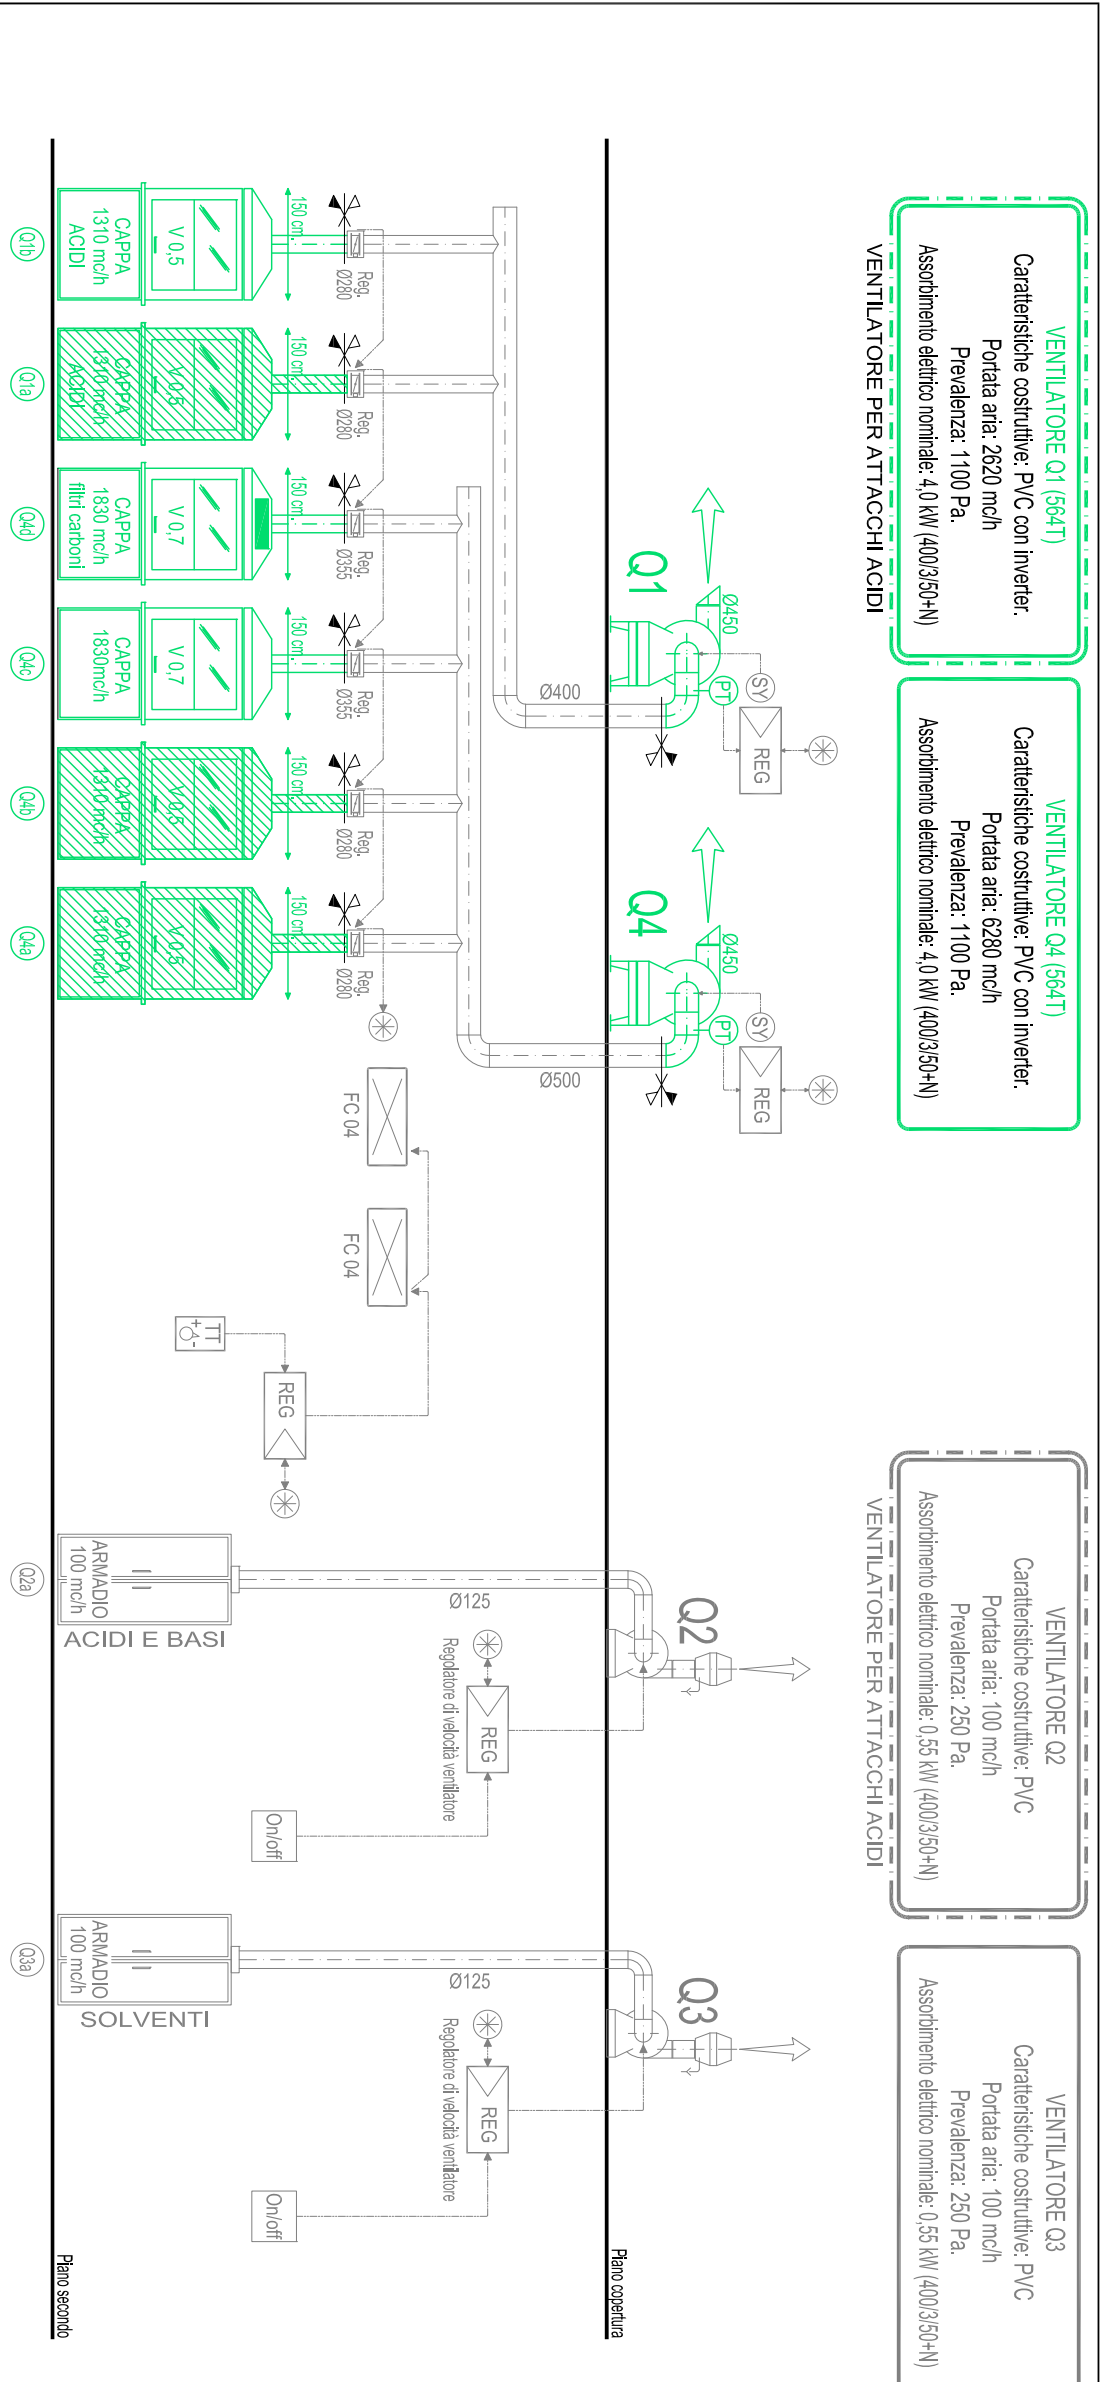 VENTILATORE Q1 (564T)
Caratteristiche costruttive: PVC con inverter.
Portata aria: 2620 mc/h
Prevalenza: 1100 Pa.
Assorbimento elettrico nominale: 4,0 kW (400/3/50+N)
VENTILATORE PER ATTACCHI ACIDI
VENTILATORE Q4 (564T)
Caratteristiche costruttive: PVC con inverter.
Portata aria: 6280 mc/h
Prevalenza: 1100 Pa.
Assorbimento elettrico nominale: 4,0 kW (400/3/50+N)
VENTILATORE Q2
Caratteristiche costruttive: PVC
Portata aria: 100 mc/h
Prevalenza: 250 Pa.
Assorbimento elettrico nominale: 0,55 kW (400/3/50+N)
VENTILATORE PER ATTACCHI ACIDI
VENTILATORE Q3
Caratteristiche costruttive: PVC
Portata aria: 100 mc/h
Prevalenza: 250 Pa.
Assorbimento elettrico nominale: 0,55 kW (400/3/50+N)
Q1
Ø450
SY
PT
REG
Q4
Ø450
SY
PT
REG
Q2
Q3
Piano copertura
Ø400
Ø500
Ø125
Regolatore di velocità ventilatore
REG
On/off
Ø125
Regolatore di velocità ventilatore
REG
On/off
150 cm.
Reg.
Ø280
150 cm.
Reg.
Ø280
150 cm.
Reg.
Ø355
150 cm.
Reg.
Ø355
150 cm.
Reg.
Ø280
150 cm.
Reg.
Ø280
FC 04
FC 04
TT
+ -
REG
V 0,5
CAPPA
1310 mc/h
ACIDI
V 0,5
CAPPA
1310 mc/h
ACIDI
V 0,7
CAPPA
1830 mc/h
filtri carboni
V 0,7
CAPPA
1830mc/h
V 0,5
CAPPA
1310 mc/h
V 0,5
CAPPA
1310 mc/h
ARMADIO
100 mc/h
ACIDI E BASI
ARMADIO
100 mc/h
SOLVENTI
Piano secondo
Q1b
Q1a
Q4d
Q4c
Q4b
Q4a
Q2a
Q3a